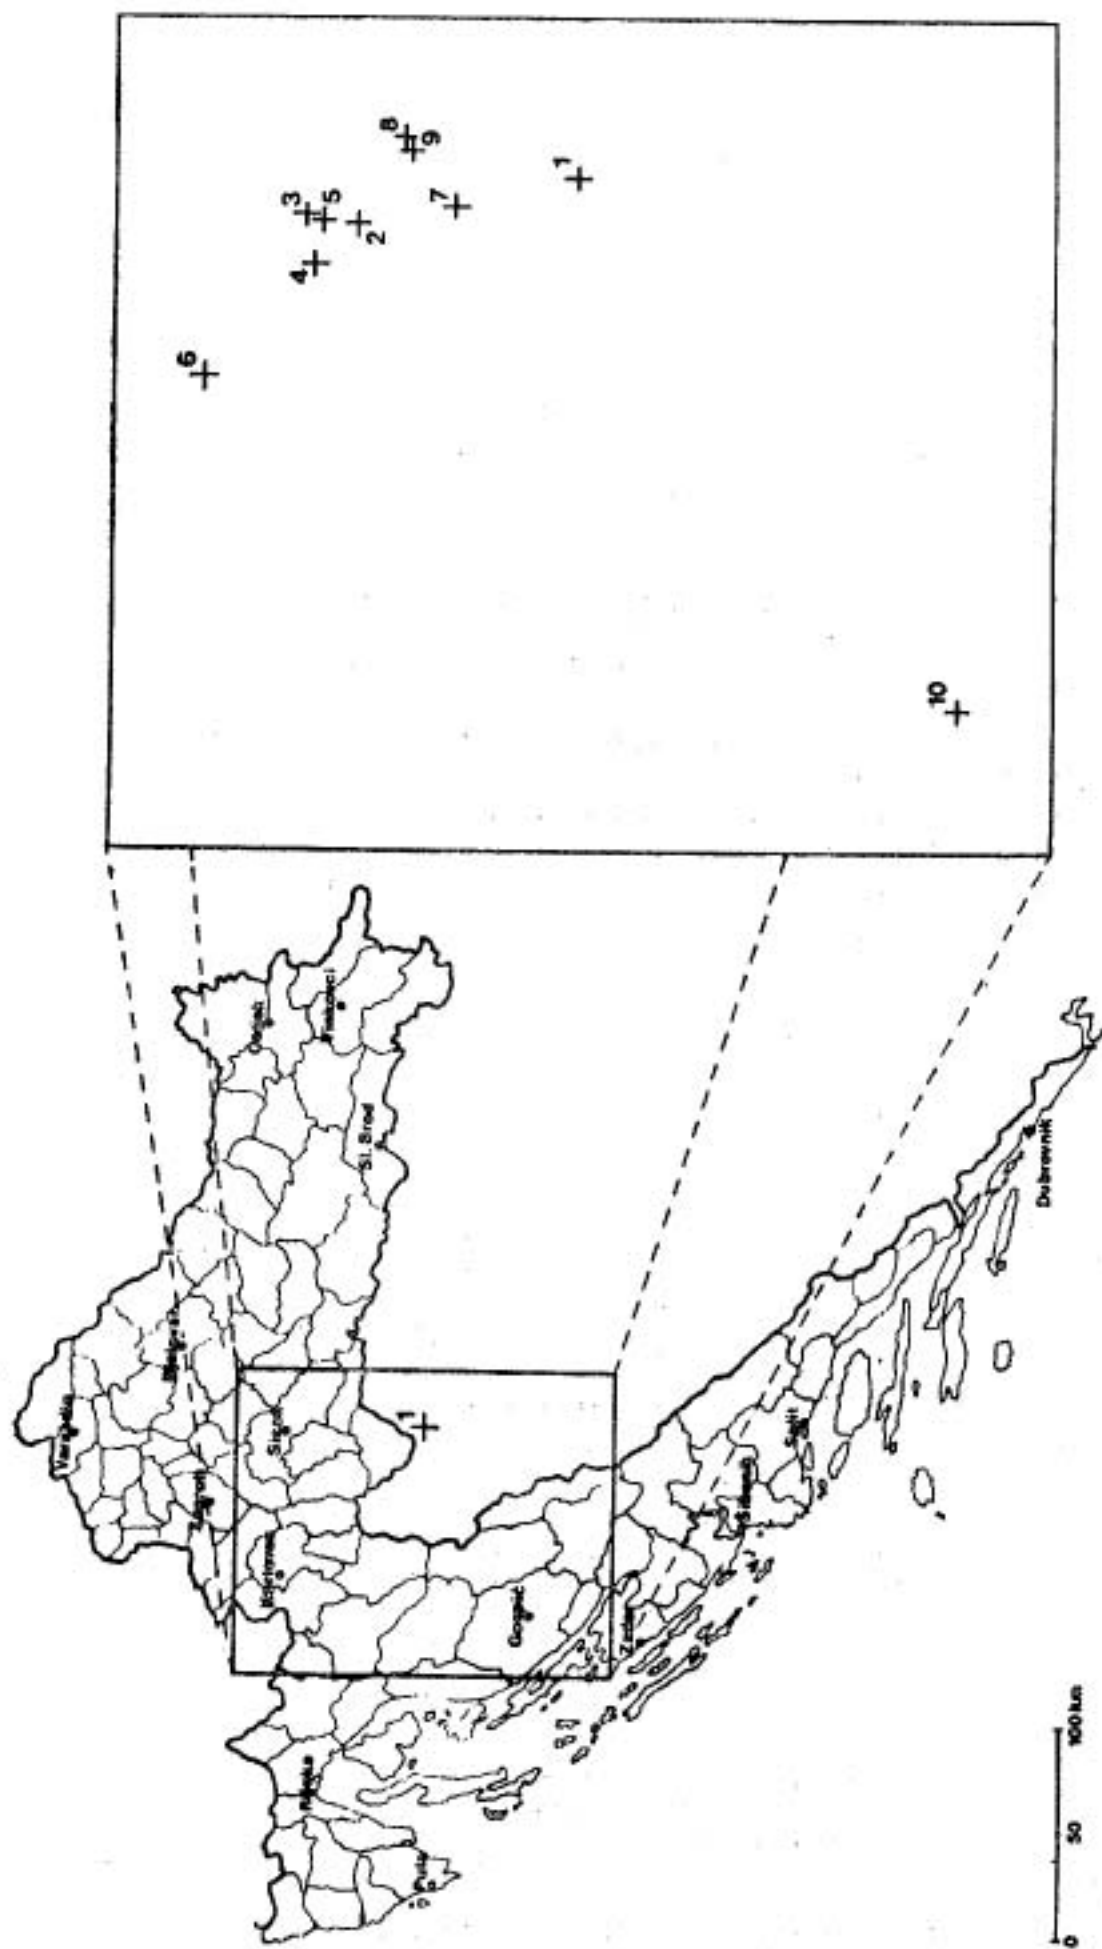 Varaždin
Bjelovar
Zagreb
Osijek
Vinkovci
Sisak
Karlovac
Sl. Brod
Rijeka
1
Pula
Gospić
Zadar
Šibenik
Split
Dubrovnik
0 50 100 km
6
3
8
4
5
9
2
7
1
10